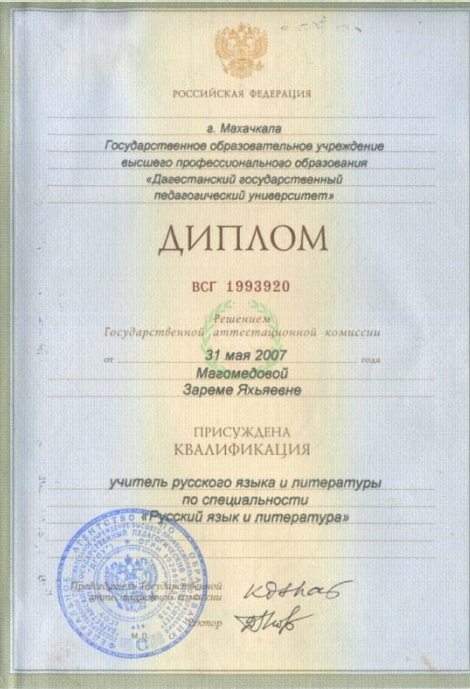 РОССИЙСКАЯ ФЕДЕРАЦИЯ
г. Махачкала
Государственное образовательное учреждение
высшего профессионального образования
«Дагестанский государственный
педагогический университет»
ДИПЛОМ
ВСГ 1993920
Решением
Государственной аттестационной комиссии
от 31 мая 2007 года
Магомедовой
Зареме Яхьяевне
ПРИСУЖДЕНА
КВАЛИФИКАЦИЯ
учитель русского языка и литературы
по специальности
«Русский язык и литература»
Председатель Государственной
аттестационной комиссии
Ректор
М.П.